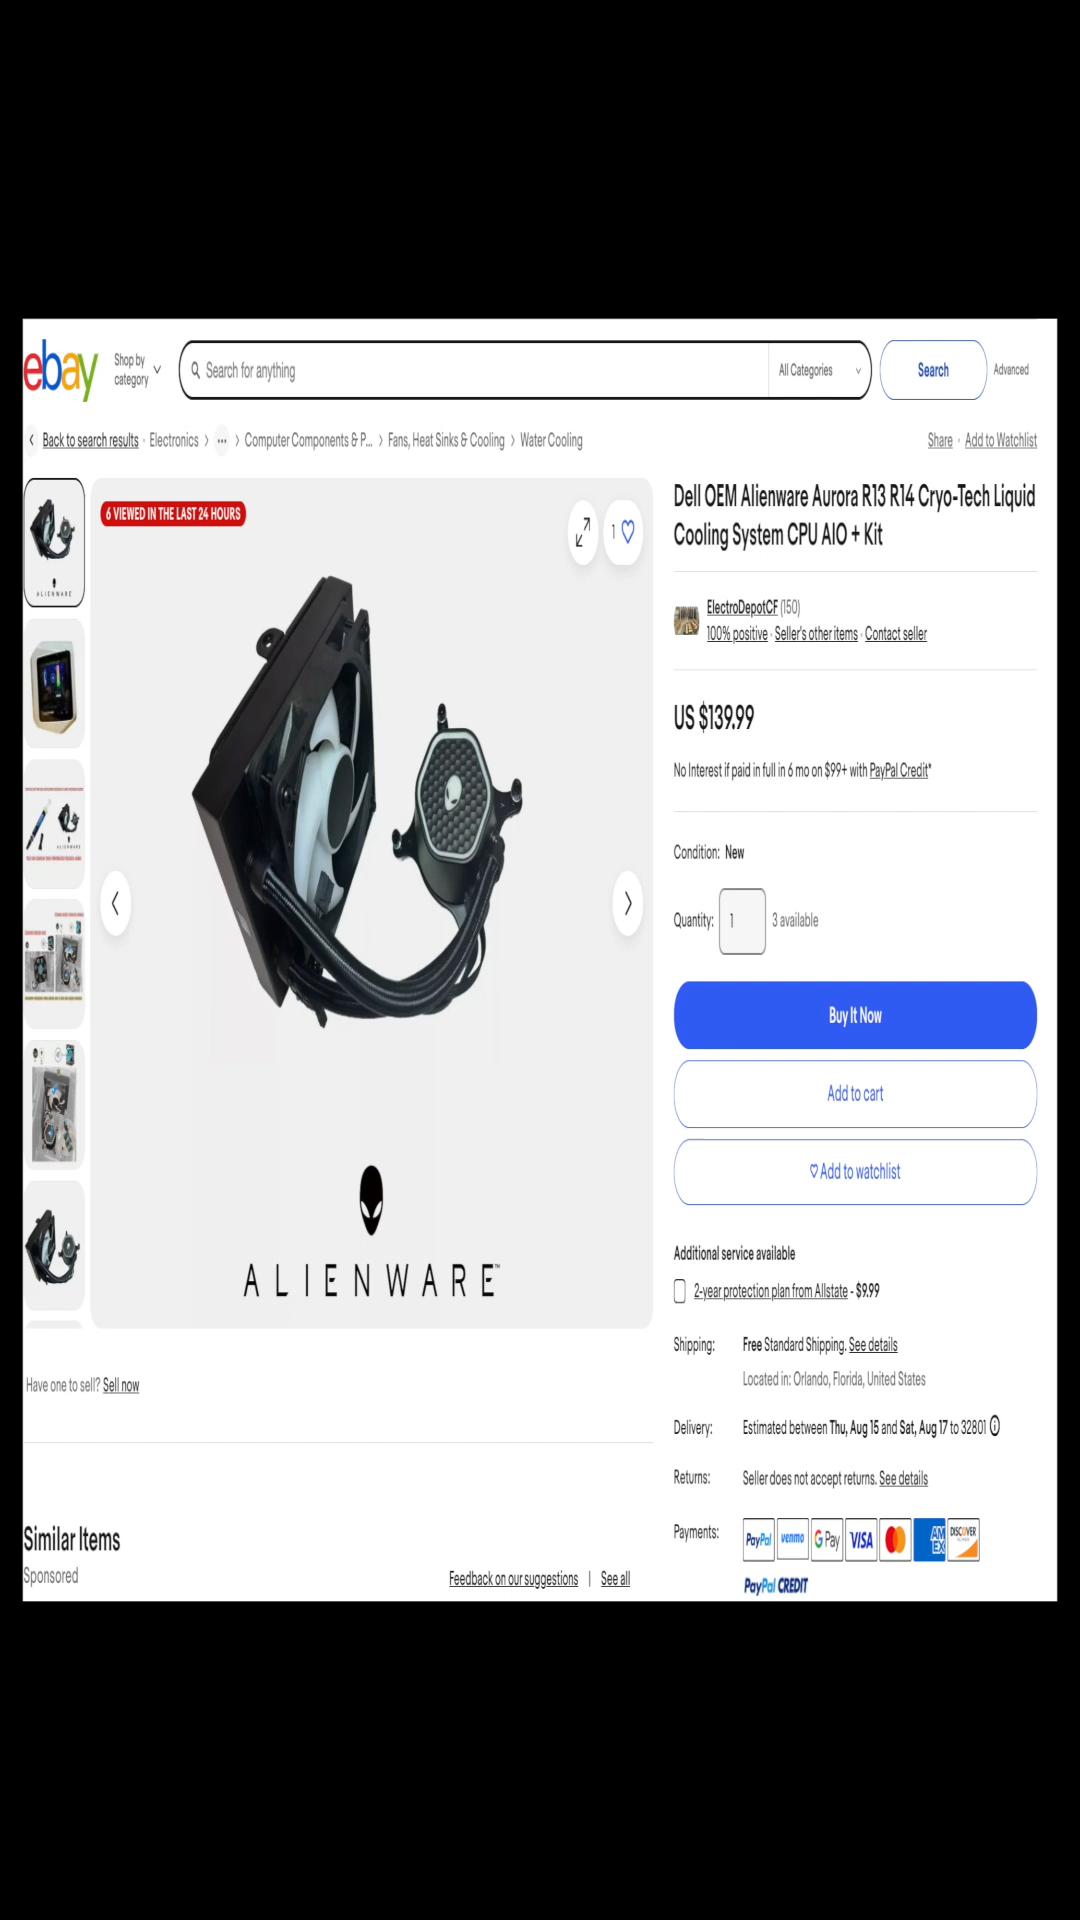 ebay
Shop by
category
Search for anything
All Categories
Search
Advanced
Back to search results
Electronics > ... > Computer Components & P... > Fans, Heat Sinks & Cooling > Water Cooling
Share
Add to Watchlist
6 VIEWED IN THE LAST 24 HOURS
1
ALIENWARE
ALIENWARE™
Dell OEM Alienware Aurora R13 R14 Cryo-Tech Liquid
Cooling System CPU AIO + Kit
ElectroDepotCF (150)
100% positive · Seller's other items · Contact seller
US $139.99
No Interest if paid in full in 6 mo on $99+ with PayPal Credit*
Condition: New
Quantity: 1 3 available
Buy It Now
Add to cart
Add to watchlist
Additional service available
2-year protection plan from Allstate - $9.99
Shipping: Free Standard Shipping. See details
Located in: Orlando, Florida, United States
Delivery: Estimated between Thu, Aug 15 and Sat, Aug 17 to 32801
Returns: Seller does not accept returns. See details
Payments: PayPal venmo G Pay VISA AM EX DISCOVER
PayPal CREDIT
Have one to sell? Sell now
Similar Items
Sponsored
Feedback on our suggestions | See all